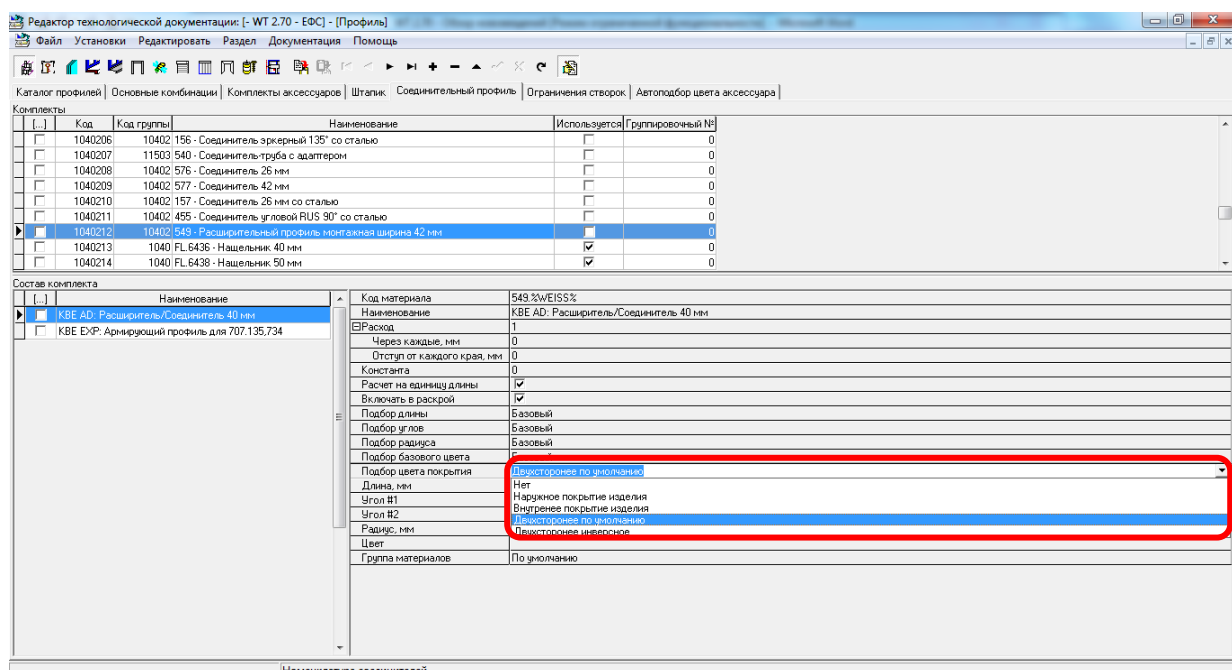 Редактор технологической документации: [- WT 2.70 - ЕФС] - [Профиль]
Файл Установки Редактировать Раздел Документация Помощь
Каталог профилей Основные комбинации Комплекты аксессуаров Штапик Соединительный профиль Ограничения створок Автоподбор цвета аксессуара
Комплекты
[...] Код Код группы Наименование Используется Группировочный №
1040206 10402 156 - Соединитель эркерный 135° со сталью 0
1040207 11503 540 - Соединитель-труба с адаптером 0
1040208 10402 576 - Соединитель 26 мм 0
1040209 10402 577 - Соединитель 42 мм 0
1040210 10402 157 - Соединитель 26 мм со сталью 0
1040211 10402 455 - Соединитель угловой RUS 90° со сталью 0
1040212 10402 549 - Расширительный профиль монтажная ширина 42 мм 0
1040213 1040 FL.6436 - Нащельник 40 мм 0
1040214 1040 FL.6438 - Нащельник 50 мм 0
Состав комплекта
[...] Наименование
KBE AD: Расширитель/Соединитель 40 мм
KBE EXP: Армирующий профиль для 707.135,734
Код материала 549.%WEISS%
Наименование KBE AD: Расширитель/Соединитель 40 мм
Расход 1
Через каждые, мм 0
Отступ от каждого края, мм 0
Константа 0
Расчет на единицу длины
Включать в раскрой
Подбор длины Базовый
Подбор углов Базовый
Подбор радиуса Базовый
Подбор базового цвета
Подбор цвета покрытия Двухсторонее по умолчанию
Длина, мм Нет
Наружное покрытие изделия
Угол #1 Внутренее покрытие изделия
Угол #2 Двухсторонее по умолчанию
Радиус, мм Двухсторонее инверсное
Цвет
Группа материалов По умолчанию
Номенклатура соединителей